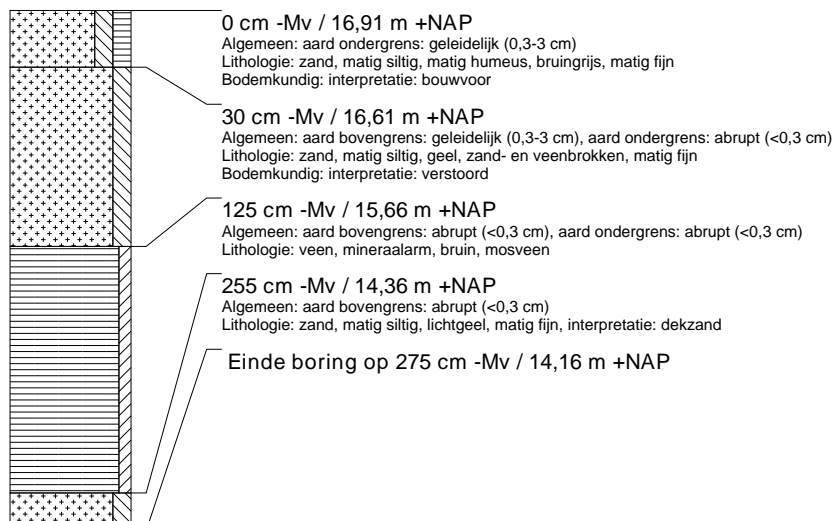 0 cm -Mv / 16,91 m +NAP
Algemeen: aard ondergrens: geleidelijk (0,3-3 cm)
Lithologie: zand, matig siltig, matig humeus, bruingrijs, matig fijn
Bodemkundig: interpretatie: bouwvoor
30 cm -Mv / 16,61 m +NAP
Algemeen: aard bovengrens: geleidelijk (0,3-3 cm), aard ondergrens: abrupt (<0,3 cm)
Lithologie: zand, matig siltig, geel, zand- en veenbrokken, matig fijn
Bodemkundig: interpretatie: verstoord
125 cm -Mv / 15,66 m +NAP
Algemeen: aard bovengrens: abrupt (<0,3 cm), aard ondergrens: abrupt (<0,3 cm)
Lithologie: veen, mineraalarm, bruin, mosveen
255 cm -Mv / 14,36 m +NAP
Algemeen: aard bovengrens: abrupt (<0,3 cm)
Lithologie: zand, matig siltig, lichtgeel, matig fijn, interpretatie: dekzand
Einde boring op 275 cm -Mv / 14,16 m +NAP